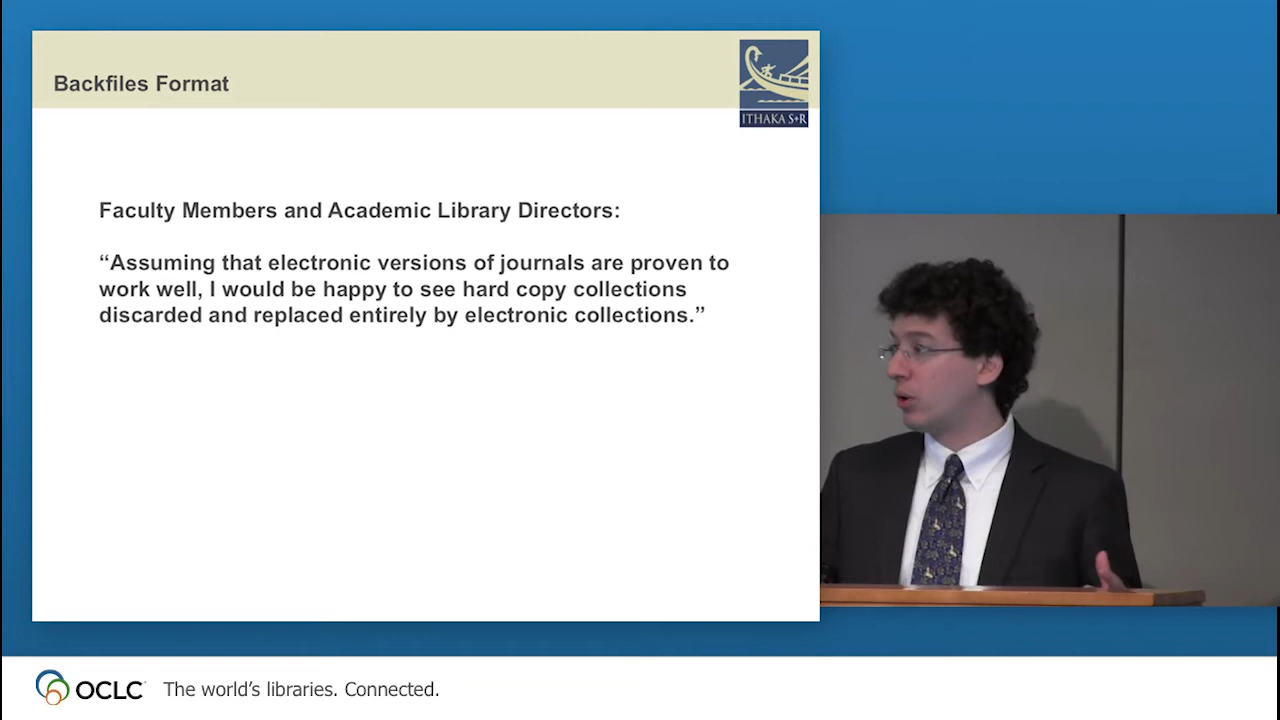 Backfiles Format
ITHAKA S+R
Faculty Members and Academic Library Directors:
“Assuming that electronic versions of journals are proven to
work well, I would be happy to see hard copy collections
discarded and replaced entirely by electronic collections.”
OCLC
The world's libraries. Connected.